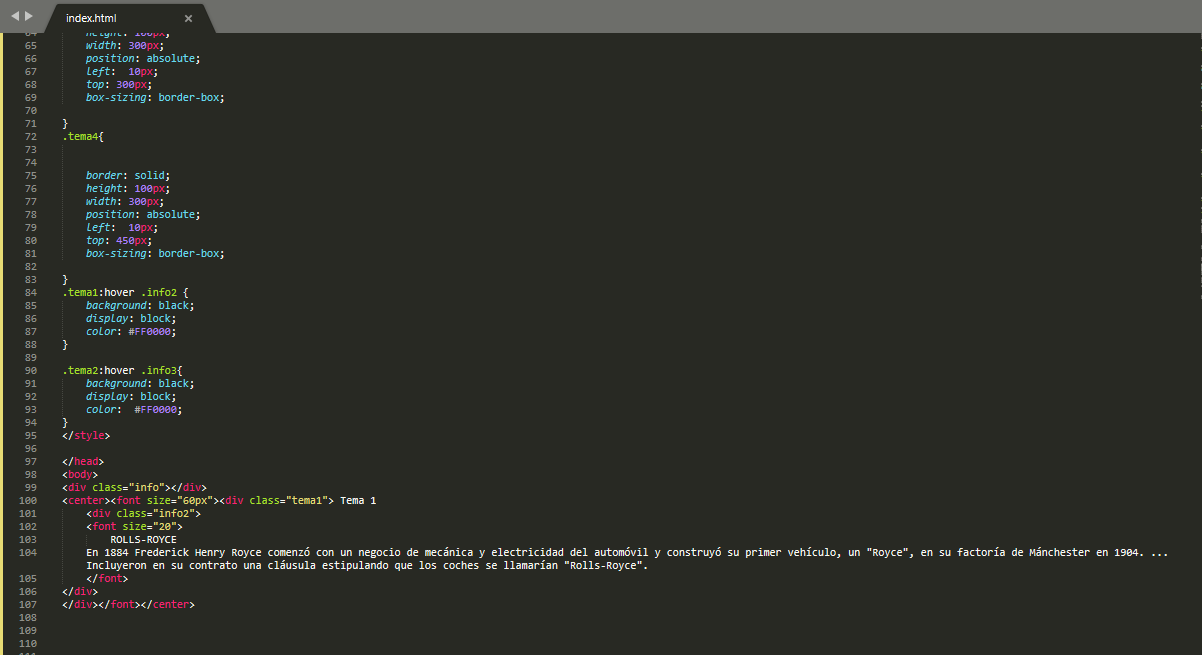 index.html ×
64 height: 100px;
65 width: 300px;
66 position: absolute;
67 left:  10px;
68 top: 300px;
69 box-sizing: border-box;
70
71 }
72 .tema4{
73
74
75 border: solid;
76 height: 100px;
77 width: 300px;
78 position: absolute;
79 left:  10px;
80 top: 450px;
81 box-sizing: border-box;
82
83 }
84 .tema1:hover .info2 {
85 background: black;
86 display: block;
87 color: #FF0000;
88 }
89
90 .tema2:hover .info3{
91 background: black;
92 display: block;
93 color:  #FF0000;
94 }
95 </style>
96
97 </head>
98 <body>
99 <div class="info"></div>
100 <center><font size="60px"><div class="tema1"> Tema 1
101 <div class="info2">
102 <font size="20">
103 ROLLS-ROYCE
104 En 1884 Frederick Henry Royce comenzó con un negocio de mecánica y electricidad del automóvil y construyó su primer vehículo, un "Royce", en su factoría de Mánchester en 1904. ...
Incluyeron en su contrato una cláusula estipulando que los coches se llamarían "Rolls-Royce".
105 </font>
106 </div>
107 </div></font></center>
108
109
110